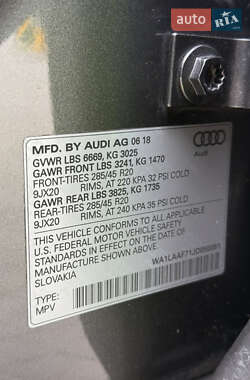 AUTO.RIA.com
MFD. BY AUDI AG 06 18
GVWR LBS 6669, KG 3025
GAWR FRONT LBS 3241, KG 1470
FRONT-TIRES 285/45 R20
9JX20 RIMS, AT 220 KPA 32 PSI COLD
GAWR REAR LBS 3825, KG 1735
REAR-TIRES 285/45 R20
9JX20 RIMS, AT 240 KPA 35 PSI COLD
Audi
THIS VEHICLE CONFORMS TO ALL APPLICABLE
FEDERAL MOTOR VEHICLE SAFETY STANDARDS
IN EFFECT ON THE DATE OF
MANUFACTURE SHOWN ABOVE.
SLOVAKIA
TYPE:
MPV